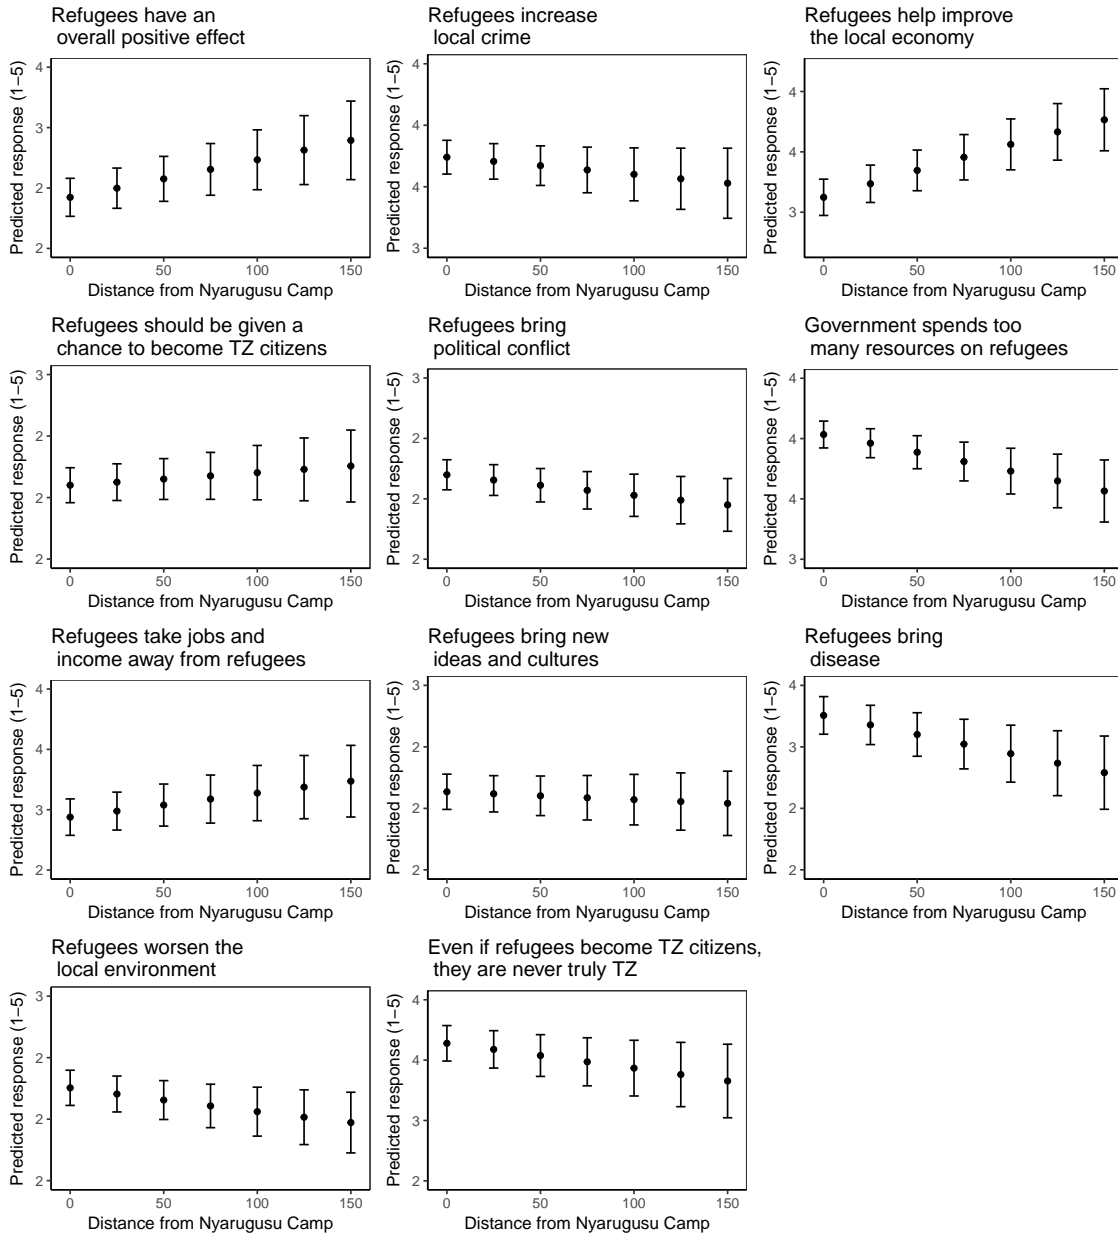 Refugees have an
overall positive effect
Predicted response (1−5)
4
3
2
2
0 50 100 150
Distance from Nyarugusu Camp
Refugees increase
local crime
Predicted response (1−5)
4
4
4
3
0 50 100 150
Distance from Nyarugusu Camp
Refugees help improve
the local economy
Predicted response (1−5)
4
4
3
0 50 100 150
Distance from Nyarugusu Camp
Refugees should be given a
chance to become TZ citizens
Predicted response (1−5)
3
2
2
2
0 50 100 150
Distance from Nyarugusu Camp
Refugees bring
political conflict
Predicted response (1−5)
3
2
2
2
0 50 100 150
Distance from Nyarugusu Camp
Government spends too
many resources on refugees
Predicted response (1−5)
4
4
4
3
0 50 100 150
Distance from Nyarugusu Camp
Refugees take jobs and
income away from refugees
Predicted response (1−5)
4
4
3
2
0 50 100 150
Distance from Nyarugusu Camp
Refugees bring new
ideas and cultures
Predicted response (1−5)
3
2
2
2
0 50 100 150
Distance from Nyarugusu Camp
Refugees bring
disease
Predicted response (1−5)
4
3
2
2
0 50 100 150
Distance from Nyarugusu Camp
Refugees worsen the
local environment
Predicted response (1−5)
3
2
2
2
0 50 100 150
Distance from Nyarugusu Camp
Even if refugees become TZ citizens,
they are never truly TZ
Predicted response (1−5)
4
4
3
2
0 50 100 150
Distance from Nyarugusu Camp